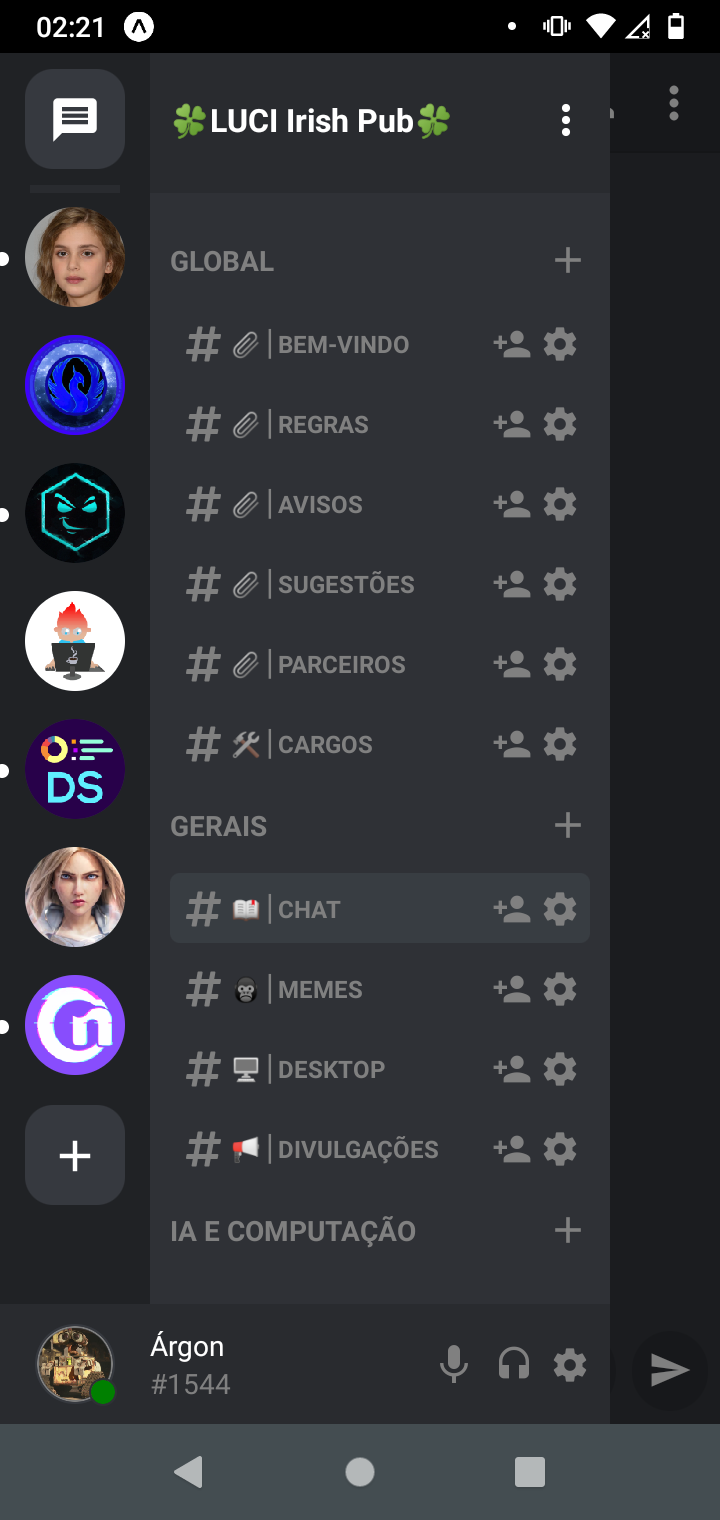 02:21
🍀LUCI Irish Pub🍀
GLOBAL
# 📎|BEM-VINDO
# 📎|REGRAS
# 📎|AVISOS
# 📎|SUGESTÕES
# 📎|PARCEIROS
# 🛠️|CARGOS
GERAIS
# 📖|CHAT
# 🦍|MEMES
# 🖥️|DESKTOP
# 📢|DIVULGAÇÕES
IA E COMPUTAÇÃO
DS
n
Árgon
#1544